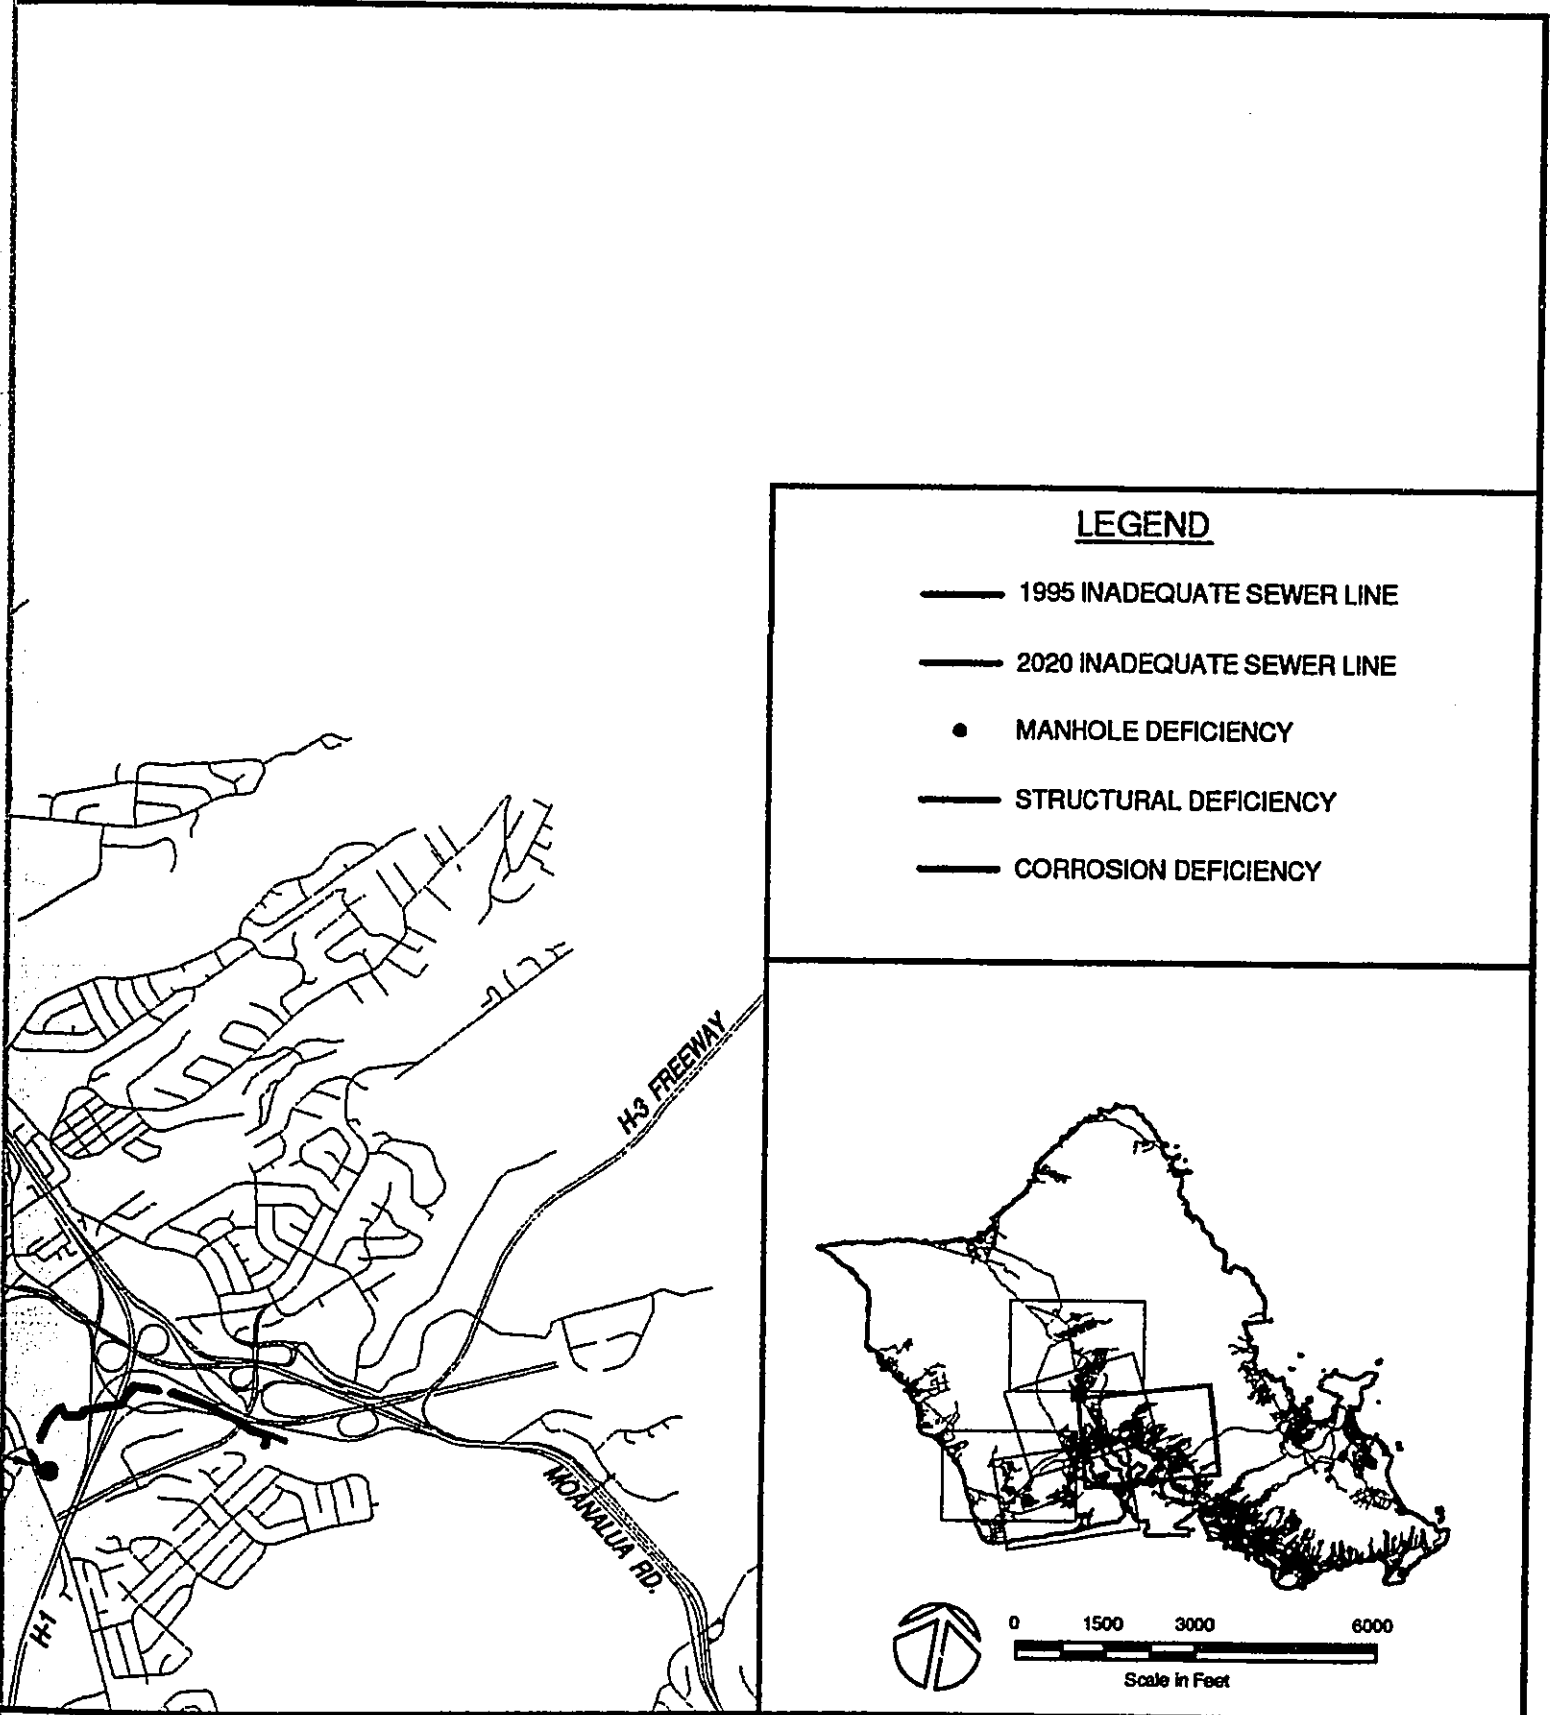 LEGEND
1995 INADEQUATE SEWER LINE
2020 INADEQUATE SEWER LINE
MANHOLE DEFICIENCY
STRUCTURAL DEFICIENCY
CORROSION DEFICIENCY
H-3 FREEWAY
MOANALUA RD.
H-1
0 1500 3000 6000
Scale in Feet